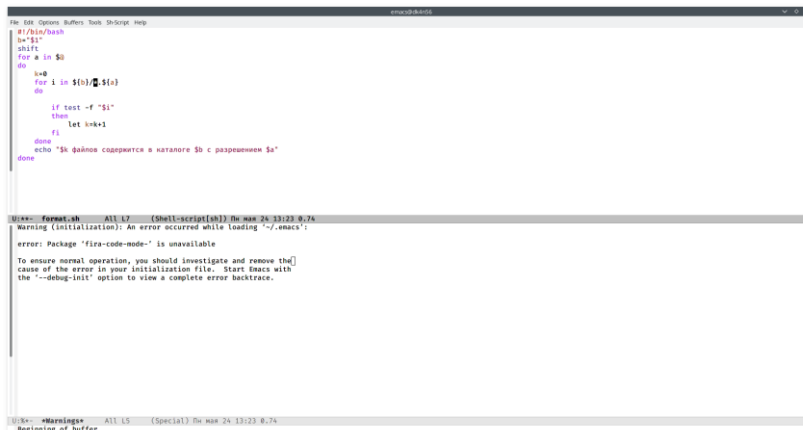 emacs@dk4n56
File Edit Options Buffers Tools Sh-Script Help
#!/bin/bash
b="$1"
shift
for a in $@
do
k=0
for i in ${b}/*.${a}
do
if test -f "$i"
then
let k=k+1
fi
done
echo "$k файлов содержится в каталоге $b с разрешением $a"
done
U:**- format.sh All L7 (Shell-script[sh]) Пн мая 24 13:23 0.74
Warning (initialization): An error occurred while loading '~/.emacs':
error: Package 'fira-code-mode-' is unavailable
To ensure normal operation, you should investigate and remove the
cause of the error in your initialization file. Start Emacs with
the '--debug-init' option to view a complete error backtrace.
U:%*- *Warnings* All L5 (Special) Пн мая 24 13:23 0.74
Beginning of buffer